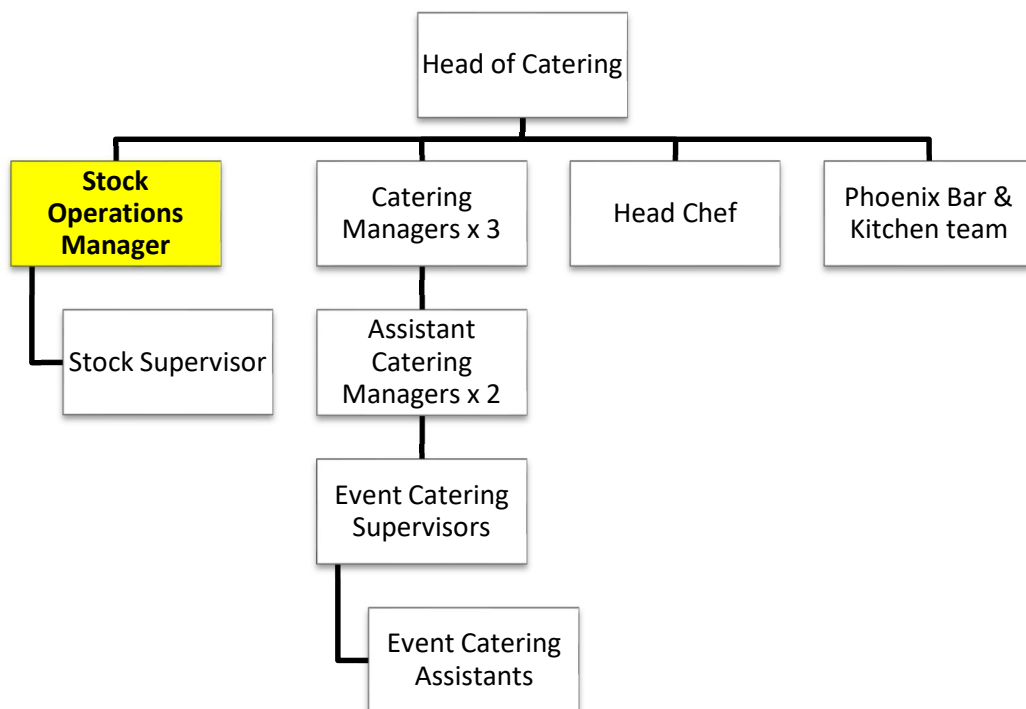 Head of Catering
Stock
Operations
Manager
Catering
Managers x 3
Head Chef
Phoenix Bar &
Kitchen team
Stock Supervisor
Assistant
Catering
Managers x 2
Event Catering
Supervisors
Event Catering
Assistants